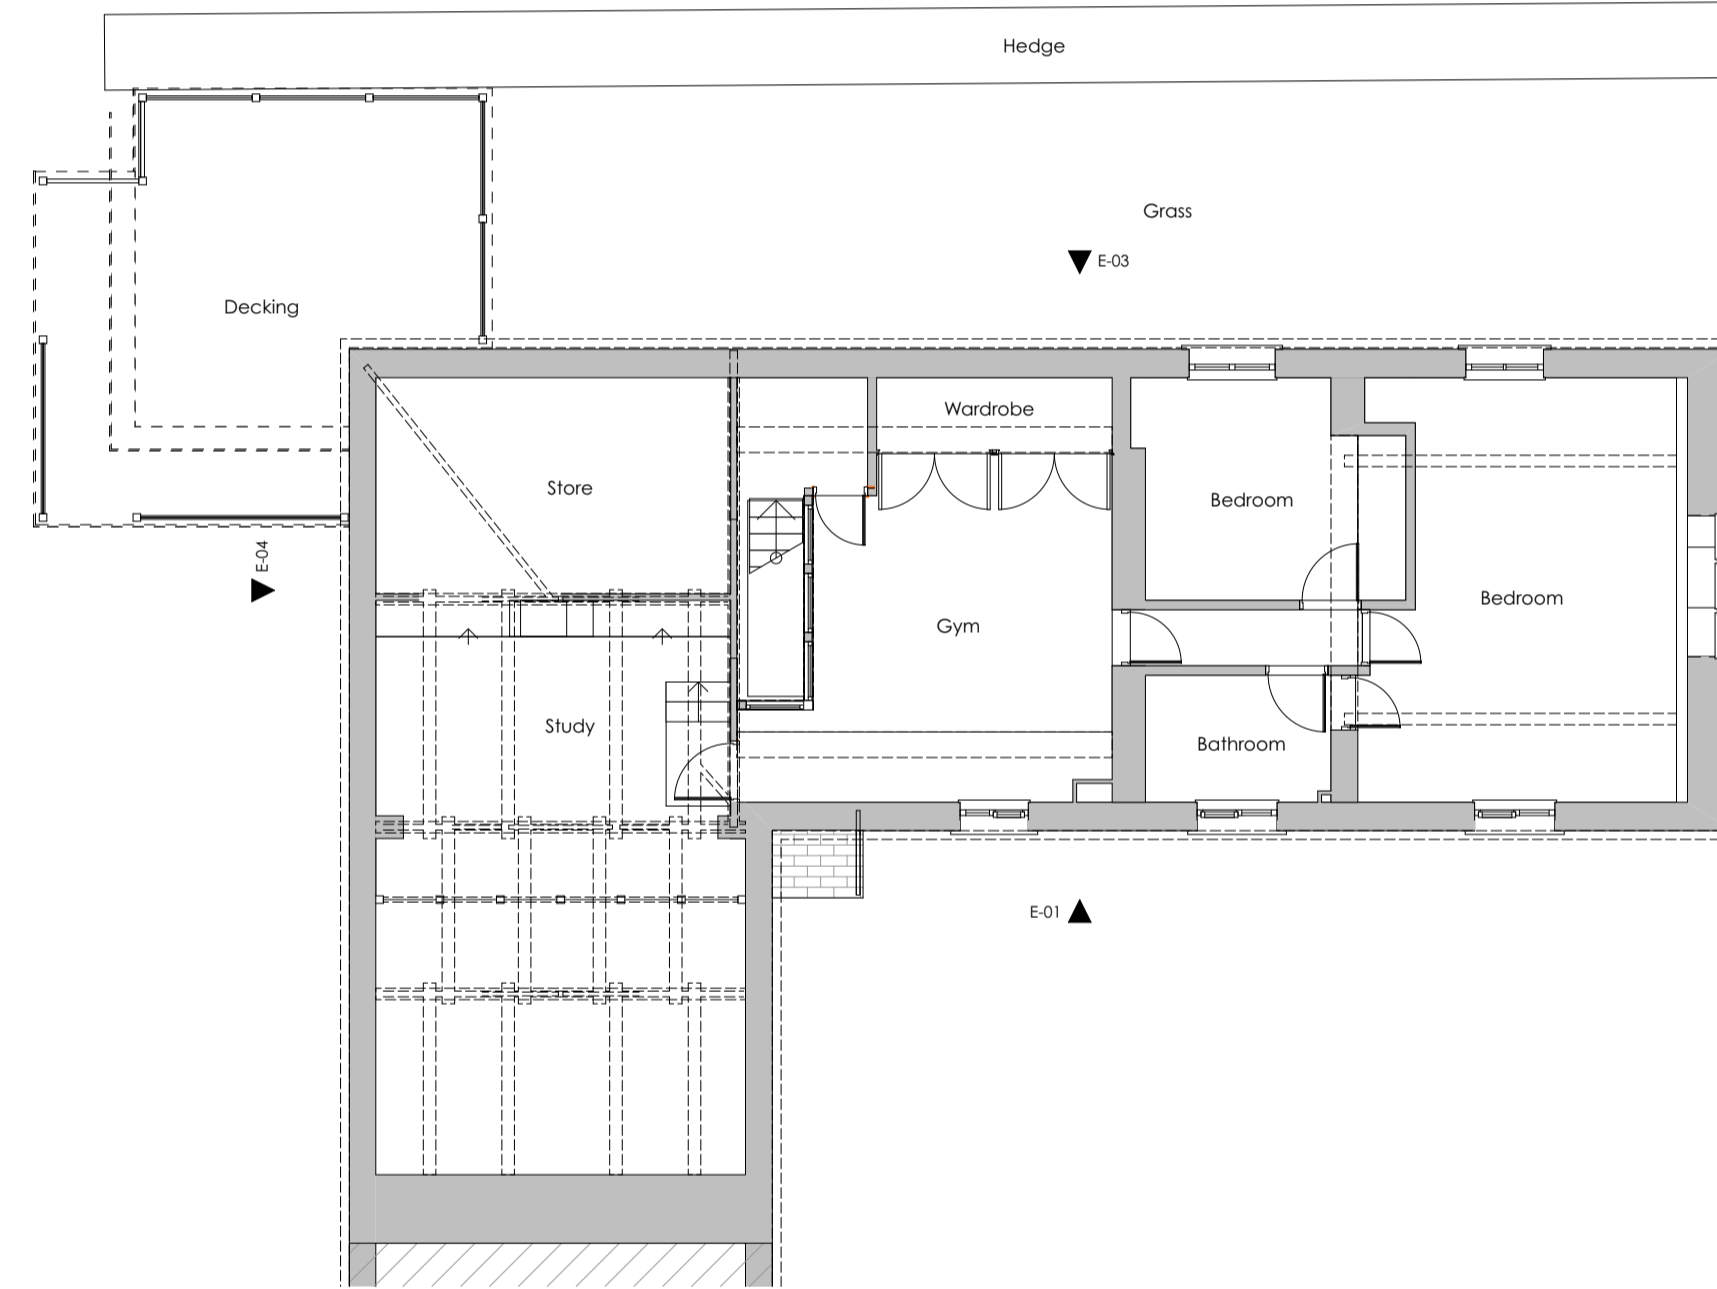 Hedge
Grass
E-03
Decking
Wardrobe
Store
Bedroom
E-04
Bedroom
Gym
Study
Bathroom
E-01